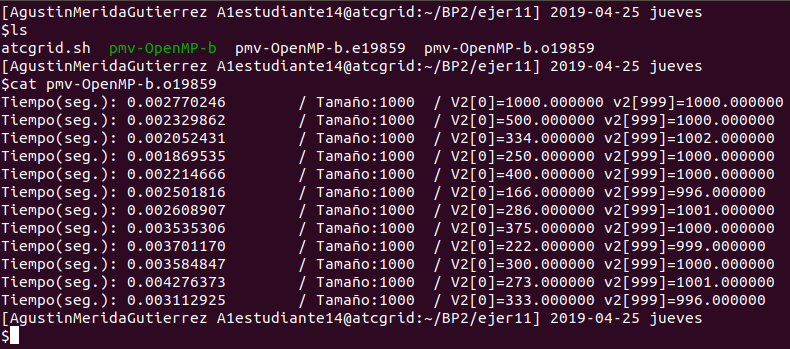 [AgustinMeridaGutierrez A1estudiante14@atcgrid:~/BP2/ejer11] 2019-04-25 jueves
$ls
atcgrid.sh  pmv-OpenMP-b  pmv-OpenMP-b.e19859  pmv-OpenMP-b.o19859
[AgustinMeridaGutierrez A1estudiante14@atcgrid:~/BP2/ejer11] 2019-04-25 jueves
$cat pmv-OpenMP-b.o19859
Tiempo(seg.): 0.002770246        / Tamaño:1000  / V2[0]=1000.000000 v2[999]=1000.000000
Tiempo(seg.): 0.002329862        / Tamaño:1000  / V2[0]=500.000000 v2[999]=1000.000000
Tiempo(seg.): 0.002052431        / Tamaño:1000  / V2[0]=334.000000 v2[999]=1002.000000
Tiempo(seg.): 0.001869535        / Tamaño:1000  / V2[0]=250.000000 v2[999]=1000.000000
Tiempo(seg.): 0.002214666        / Tamaño:1000  / V2[0]=400.000000 v2[999]=1000.000000
Tiempo(seg.): 0.002501816        / Tamaño:1000  / V2[0]=166.000000 v2[999]=996.000000
Tiempo(seg.): 0.002608907        / Tamaño:1000  / V2[0]=286.000000 v2[999]=1001.000000
Tiempo(seg.): 0.003535306        / Tamaño:1000  / V2[0]=375.000000 v2[999]=1000.000000
Tiempo(seg.): 0.003701170        / Tamaño:1000  / V2[0]=222.000000 v2[999]=999.000000
Tiempo(seg.): 0.003584847        / Tamaño:1000  / V2[0]=300.000000 v2[999]=1000.000000
Tiempo(seg.): 0.004276373        / Tamaño:1000  / V2[0]=273.000000 v2[999]=1001.000000
Tiempo(seg.): 0.003112925        / Tamaño:1000  / V2[0]=333.000000 v2[999]=996.000000
[AgustinMeridaGutierrez A1estudiante14@atcgrid:~/BP2/ejer11] 2019-04-25 jueves
$